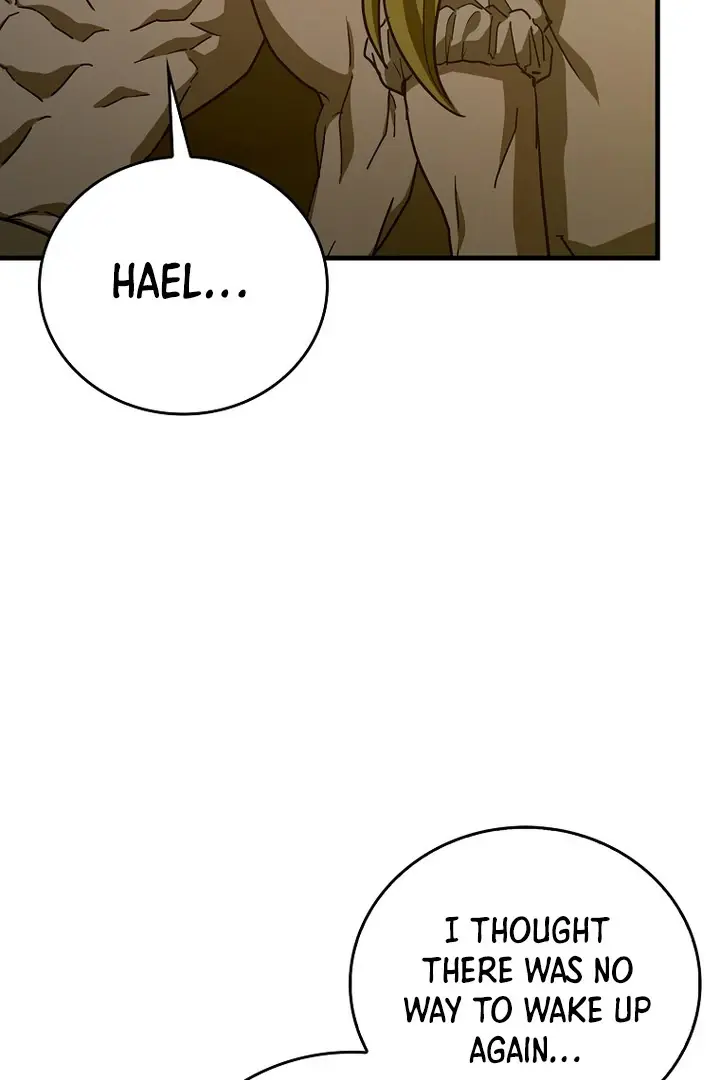 HAEL...
I THOUGHT
THERE WAS NO
WAY TO WAKE UP
AGAIN...